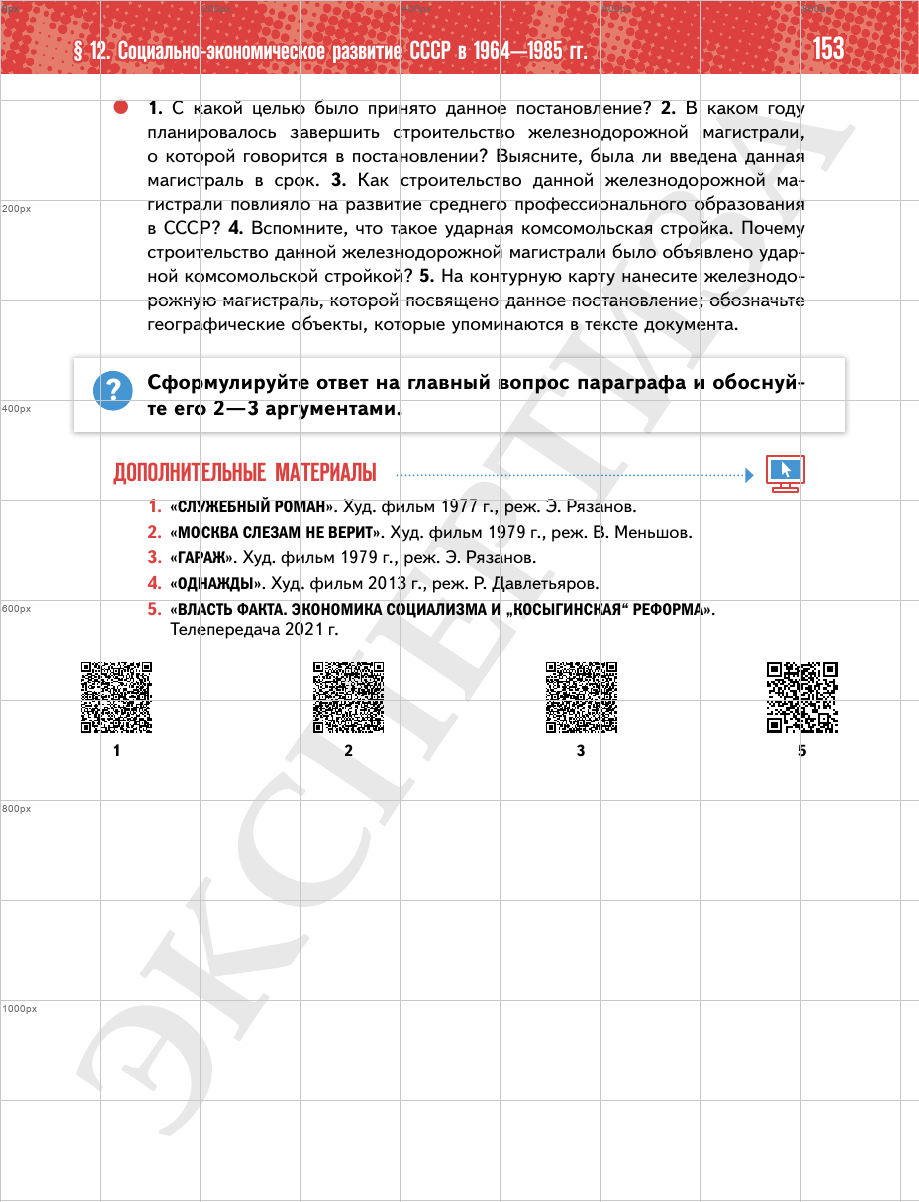 § 12. Социально-экономическое развитие СССР в 1964—1985 гг. 153
1. С какой целью было принято данное постановление? 2. В каком году
планировалось завершить строительство железнодорожной магистрали,
о которой говорится в постановлении? Выясните, была ли введена данная
магистраль в срок. 3. Как строительство данной железнодорожной ма-
гистрали повлияло на развитие среднего профессионального образования
в СССР? 4. Вспомните, что такое ударная комсомольская стройка. Почему
строительство данной железнодорожной магистрали было объявлено удар-
ной комсомольской стройкой? 5. На контурную карту нанесите железнодо-
рожную магистраль, которой посвящено данное постановление; обозначьте
географические объекты, которые упоминаются в тексте документа.
? Сформулируйте ответ на главный вопрос параграфа и обоснуй-
те его 2—3 аргументами.
ДОПОЛНИТЕЛЬНЫЕ МАТЕРИАЛЫ
1. «СЛУЖЕБНЫЙ РОМАН». Худ. фильм 1977 г., реж. Э. Рязанов.
2. «МОСКВА СЛЕЗАМ НЕ ВЕРИТ». Худ. фильм 1979 г., реж. В. Меньшов.
3. «ГАРАЖ». Худ. фильм 1979 г., реж. Э. Рязанов.
4. «ОДНАЖДЫ». Худ. фильм 2013 г., реж. Р. Давлетьяров.
5. «ВЛАСТЬ ФАКТА. ЭКОНОМИКА СОЦИАЛИЗМА И „КОСЫГИНСКАЯ“ РЕФОРМА».
Телепередача 2021 г.
1 2 3 5
ЭКСПЕРТИЗА
200px
400px
600px
800px
1000px